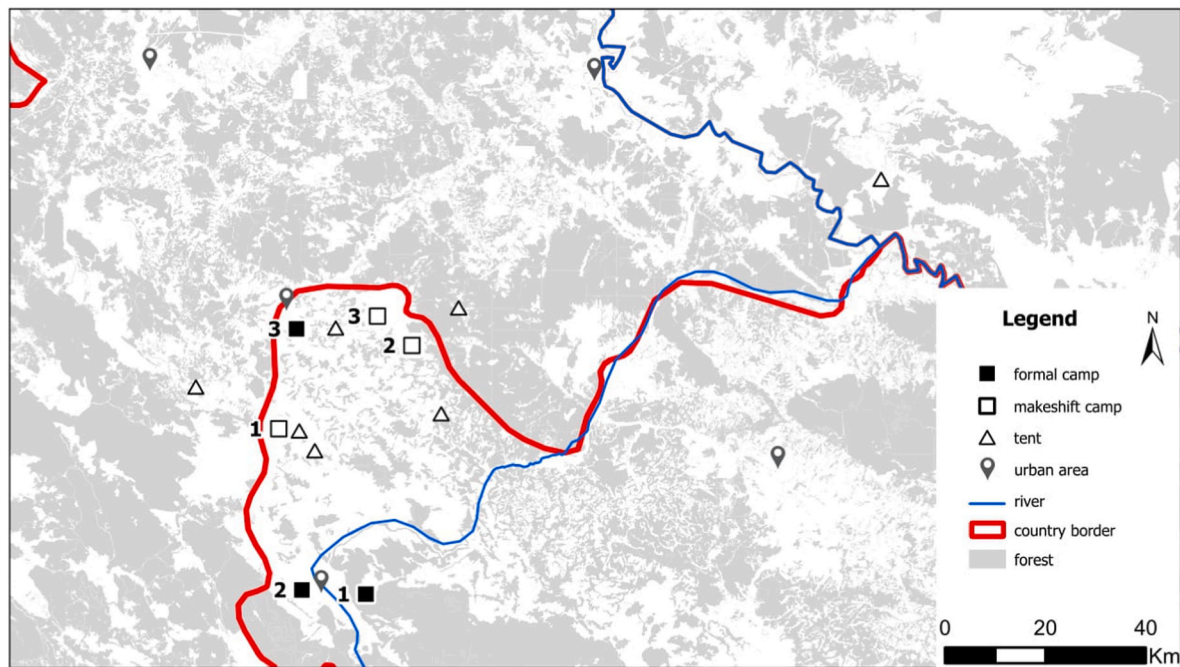 3
3
2
1
2
1
Legend
N
formal camp
makeshift camp
tent
urban area
river
country border
forest
0 20 40
Km